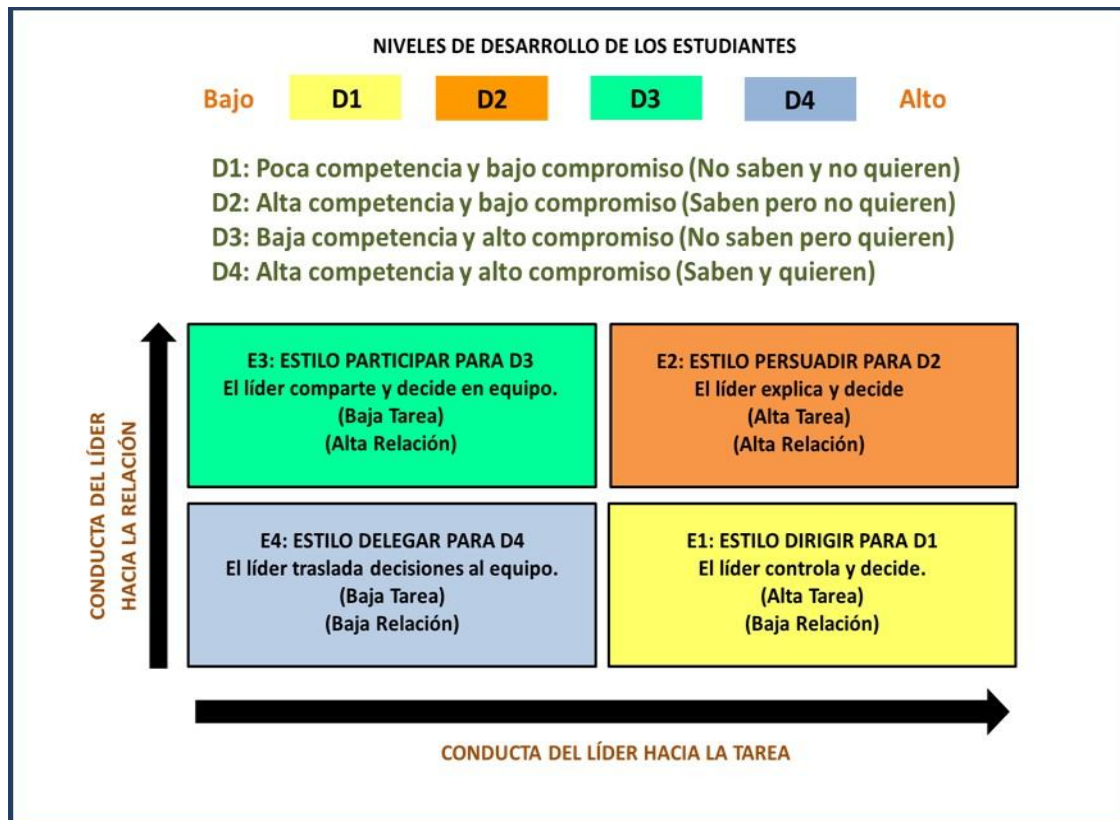 NIVELES DE DESARROLLO DE LOS ESTUDIANTES
Bajo D1 D2 D3 D4 Alto
D1: Poca competencia y bajo compromiso (No saben y no quieren)
D2: Alta competencia y bajo compromiso (Saben pero no quieren)
D3: Baja competencia y alto compromiso (No saben pero quieren)
D4: Alta competencia y alto compromiso (Saben y quieren)
CONDUCTA DEL LÍDER
HACIA LA RELACIÓN
E3: ESTILO PARTICIPAR PARA D3
El líder comparte y decide en equipo.
(Baja Tarea)
(Alta Relación)
E2: ESTILO PERSUADIR PARA D2
El líder explica y decide
(Alta Tarea)
(Alta Relación)
E4: ESTILO DELEGAR PARA D4
El líder traslada decisiones al equipo.
(Baja Tarea)
(Baja Relación)
E1: ESTILO DIRIGIR PARA D1
El líder controla y decide.
(Alta Tarea)
(Baja Relación)
CONDUCTA DEL LÍDER HACIA LA TAREA